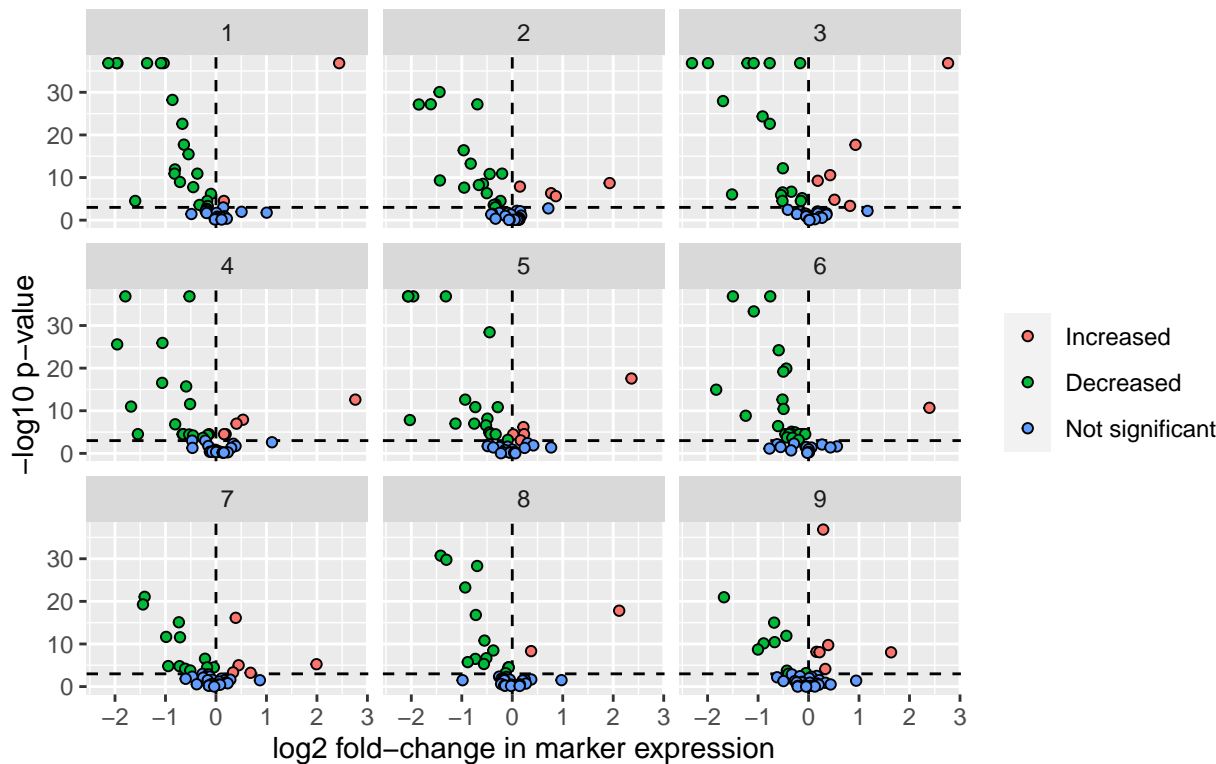 1 2 3
30
20
10
0
4 5 6
30
20
10
0
7 8 9
30
20
10
0
−2 −1 0 1 2 3 −2 −1 0 1 2 3 −2 −1 0 1 2 3
log2 fold−change in marker expression
−log10 p−value
Increased
Decreased
Not significant